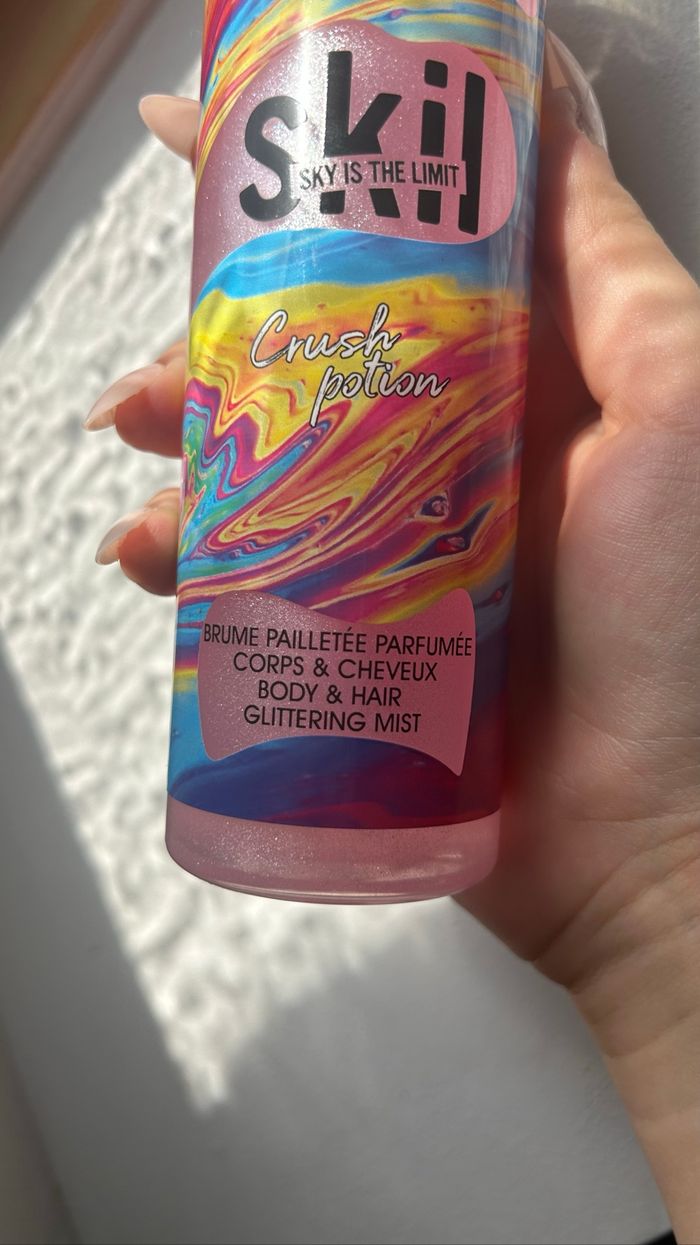 skil
SKY IS THE LIMIT
Crush
potion
BRUME PAILLETÉE PARFUMÉE
CORPS & CHEVEUX
BODY & HAIR
GLITTERING MIST